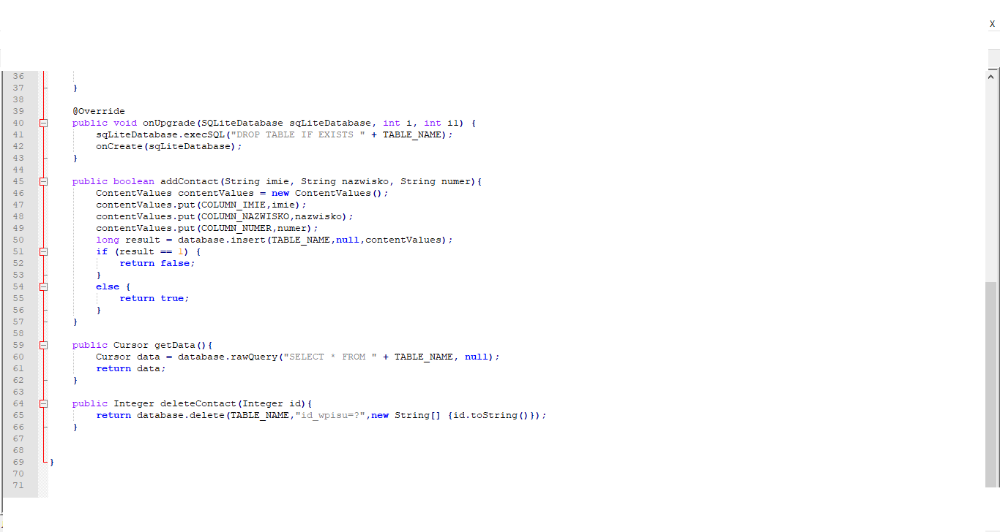 X
36
37 }
38
39 @Override
40 public void onUpgrade(SQLiteDatabase sqLiteDatabase, int i, int i1) {
41 sqLiteDatabase.execSQL("DROP TABLE IF EXISTS " + TABLE_NAME);
42 onCreate(sqLiteDatabase);
43 }
44
45 public boolean addContact(String imie, String nazwisko, String numer){
46 ContentValues contentValues = new ContentValues();
47 contentValues.put(COLUMN_IMIE,imie);
48 contentValues.put(COLUMN_NAZWISKO,nazwisko);
49 contentValues.put(COLUMN_NUMER,numer);
50 long result = database.insert(TABLE_NAME,null,contentValues);
51 if (result == 1) {
52 return false;
53 }
54 else {
55 return true;
56 }
57 }
58
59 public Cursor getData(){
60 Cursor data = database.rawQuery("SELECT * FROM " + TABLE_NAME, null);
61 return data;
62 }
63
64 public Integer deleteContact(Integer id){
65 return database.delete(TABLE_NAME,"id_wpisu=?",new String[] {id.toString()});
66 }
67
68
69 }
70
71